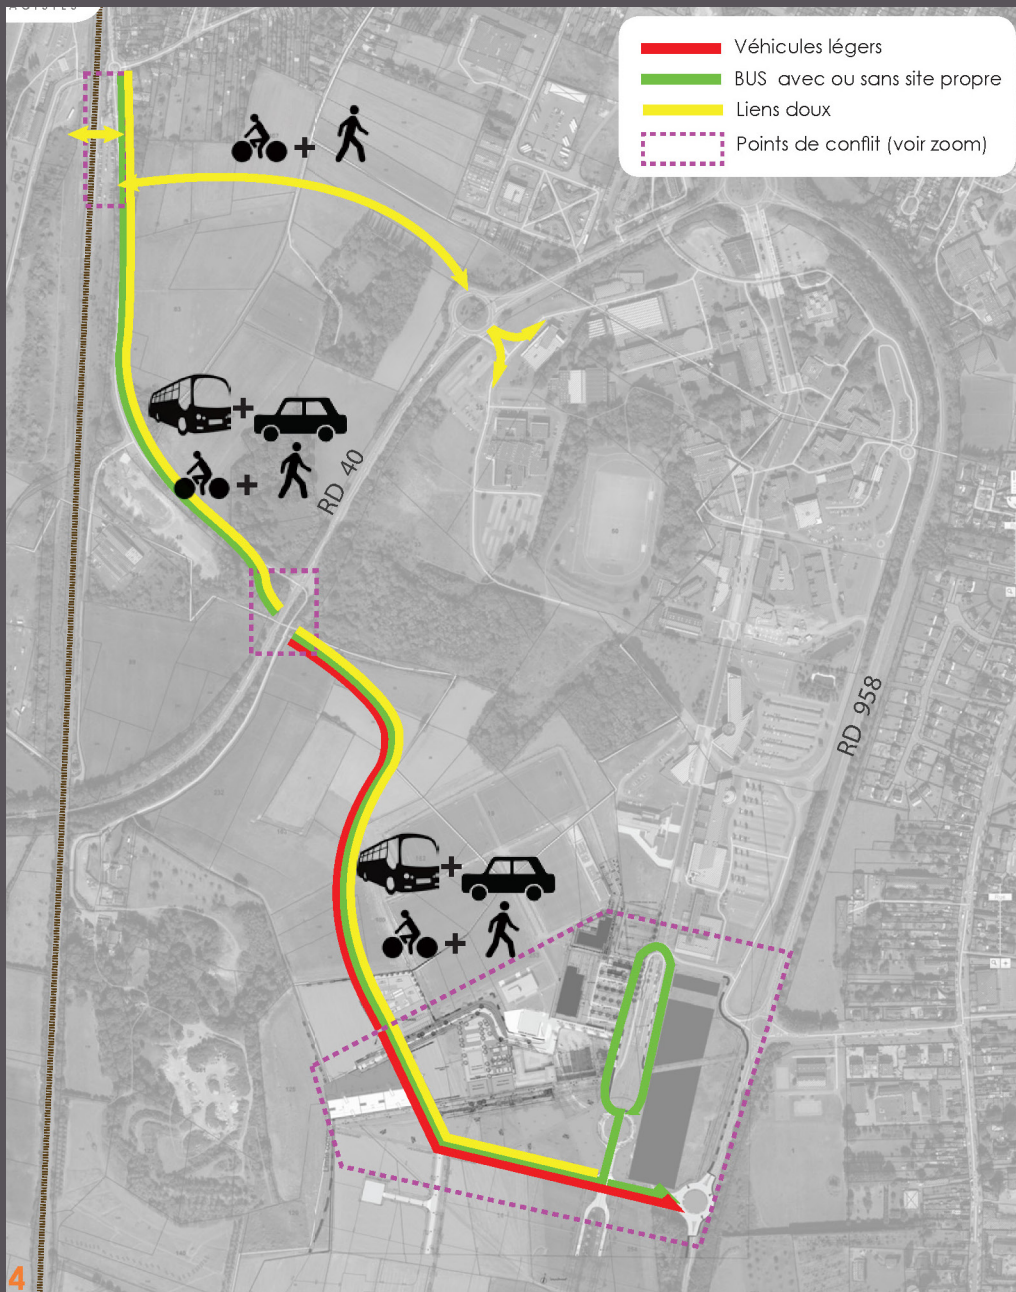 Véhicules légers
BUS avec ou sans site propre
Liens doux
Points de conflit (voir zoom)
RD 40
RD 958
4